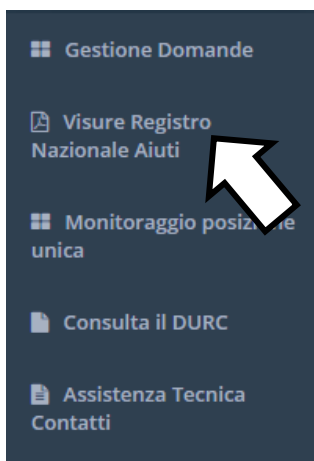 Gestione Domande
Visure Registro
Nazionale Aiuti
Monitoraggio
unica
Consulta il DURC
Assistenza Tecnica
Contatti